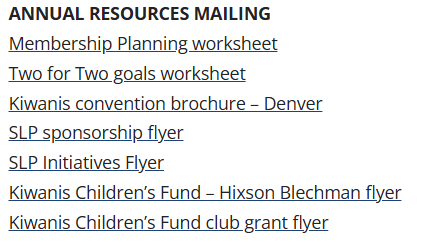 ANNUAL RESOURCES MAILING
Membership Planning worksheet
Two for Two goals worksheet
Kiwanis convention brochure – Denver
SLP sponsorship flyer
SLP Initiatives Flyer
Kiwanis Children’s Fund – Hixson Blechman flyer
Kiwanis Children’s Fund club grant flyer